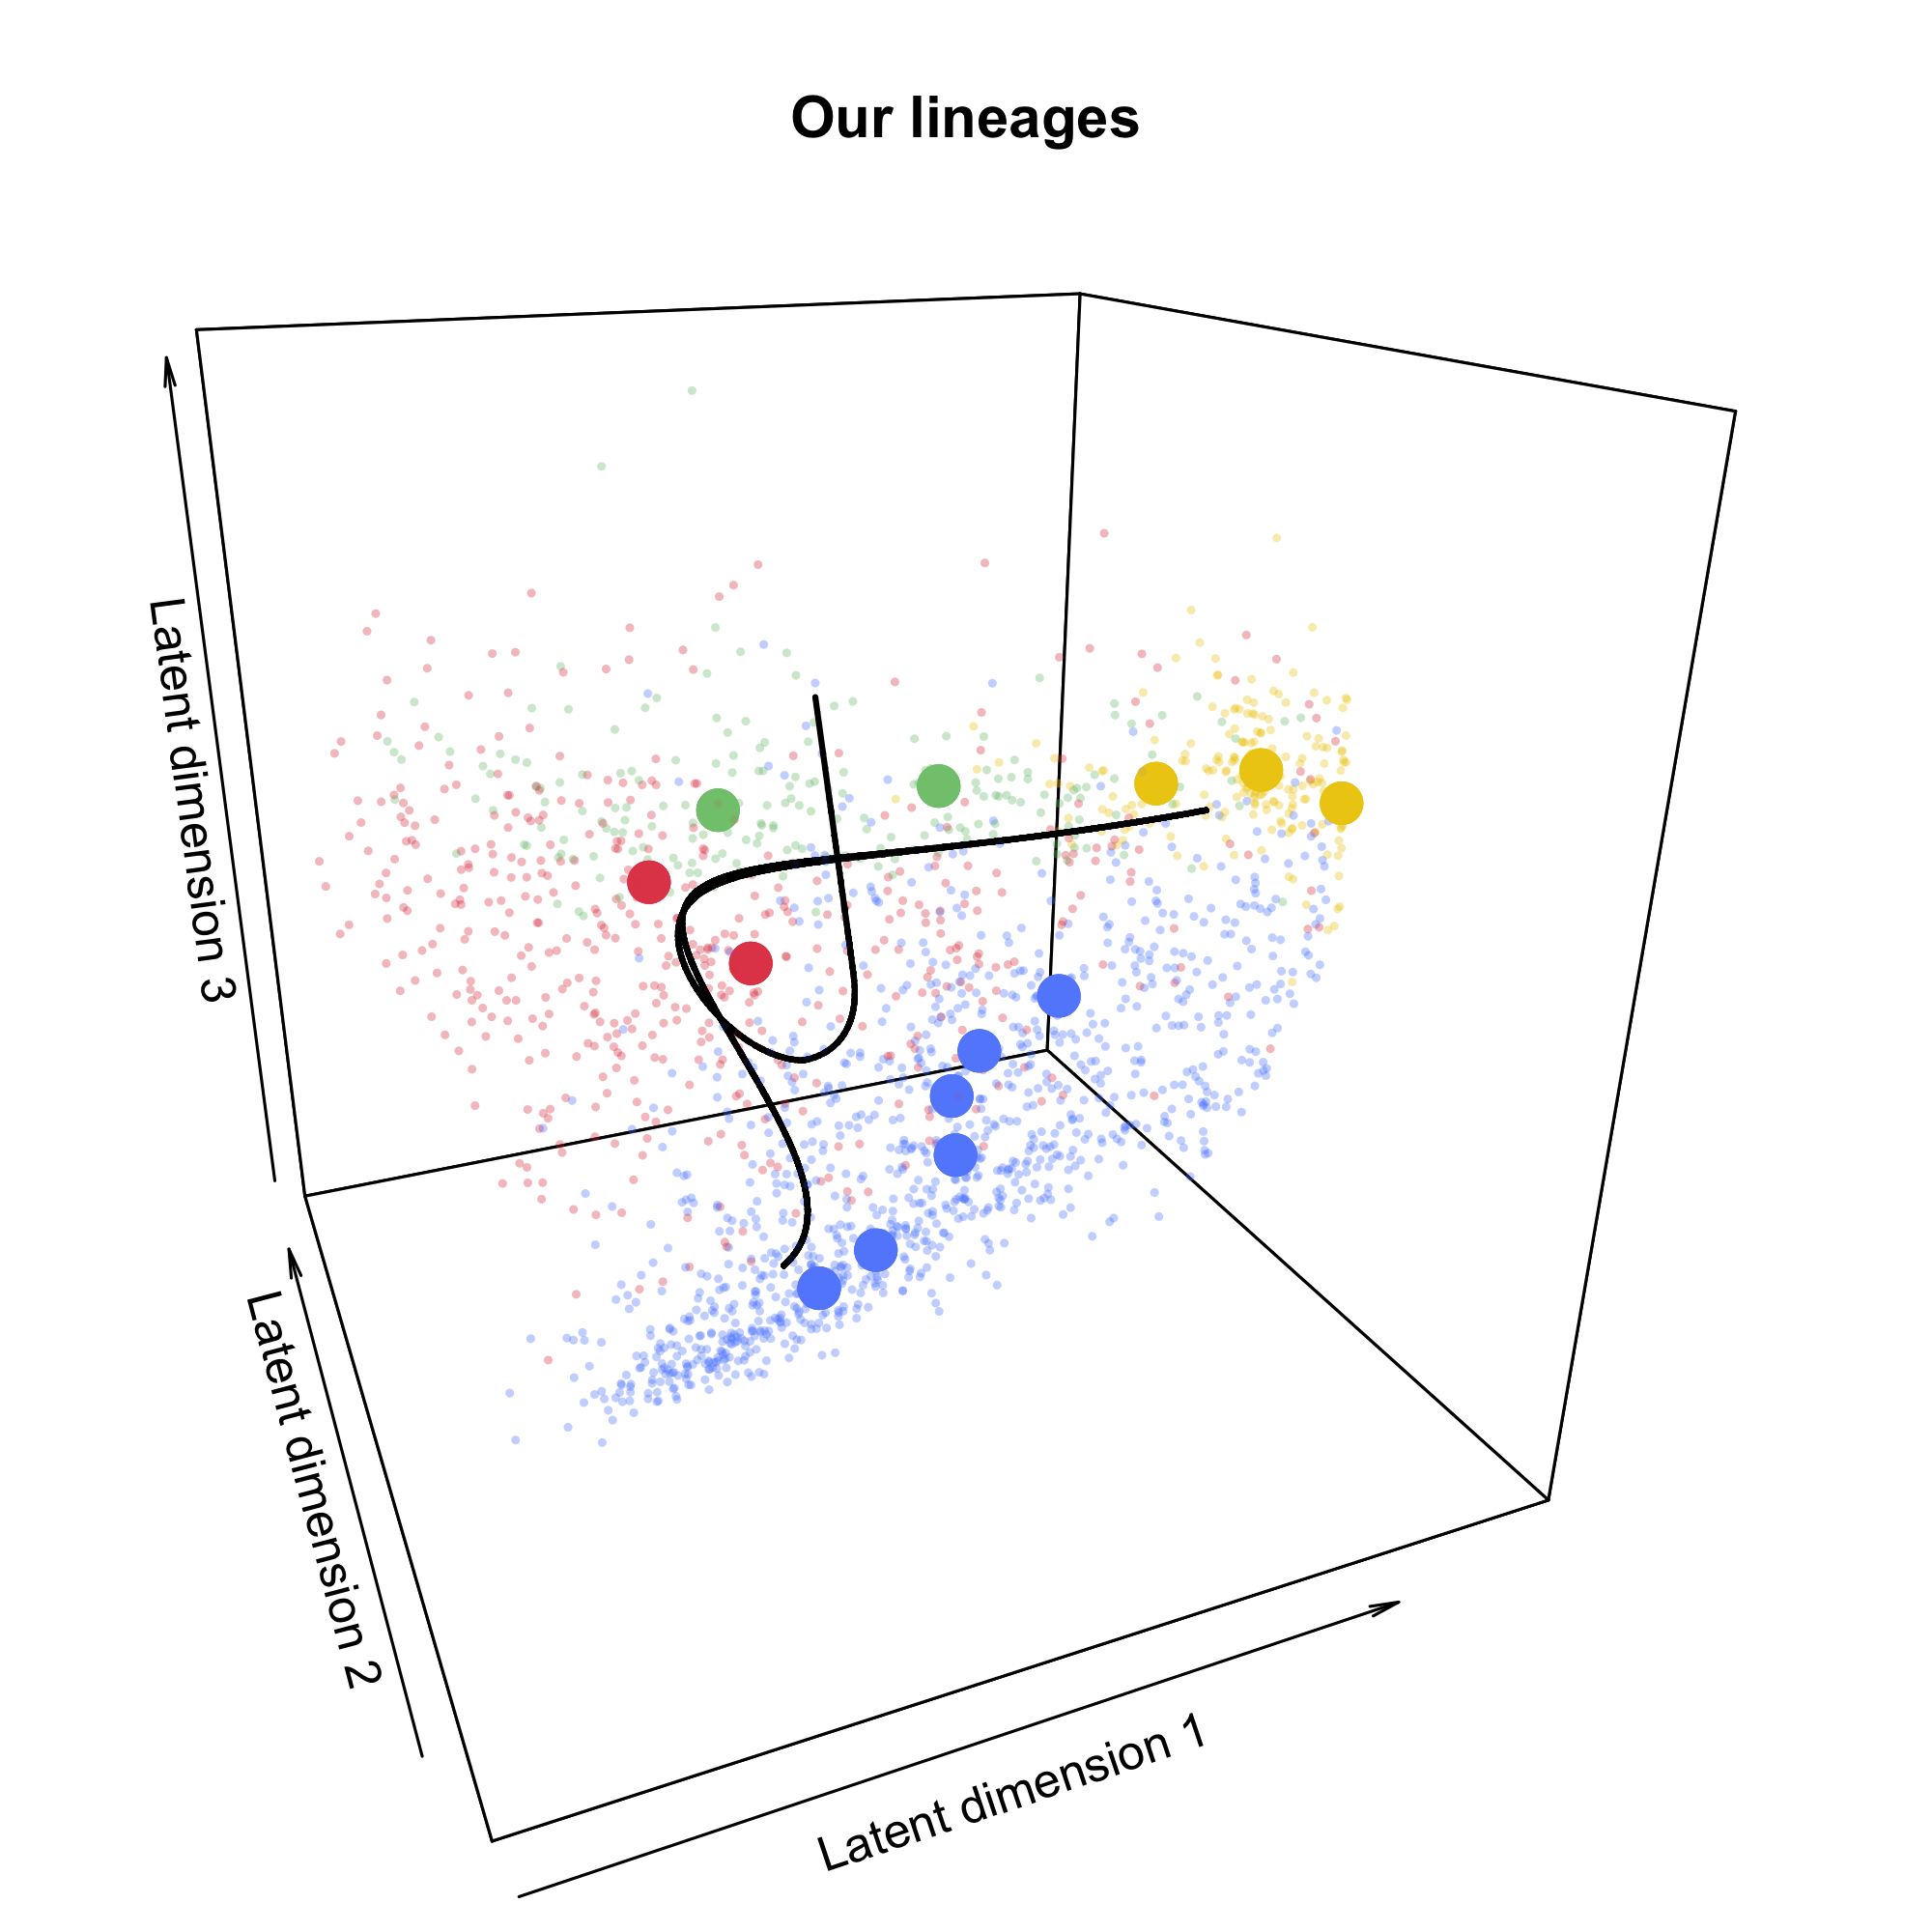 Our lineages
Latent dimension 3
Latent dimension 2
Latent dimension 1